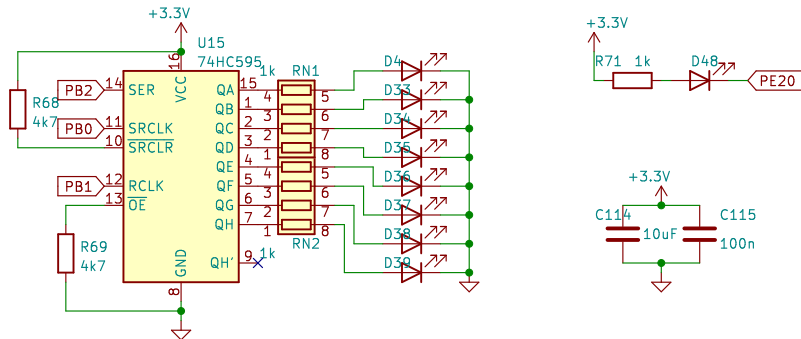 +3.3V
U15
74HC595
16
VCC
14
SER
PB2
11
SRCLK
PB0
10
SRCLR
R68
4k7
12
RCLK
PB1
13
OE
R69
4k7
GND
8
QA
15
QB
1
QC
2
QD
3
QE
4
QF
5
QG
6
QH
7
QH'
9
1k
RN1
4
5
3
6
2
7
1
8
4
5
3
6
2
7
1
8
RN2
1k
D4
D33
D34
D35
D36
D37
D38
D39
+3.3V
R71
1k
D48
PE20
+3.3V
C114
10uF
C115
100n